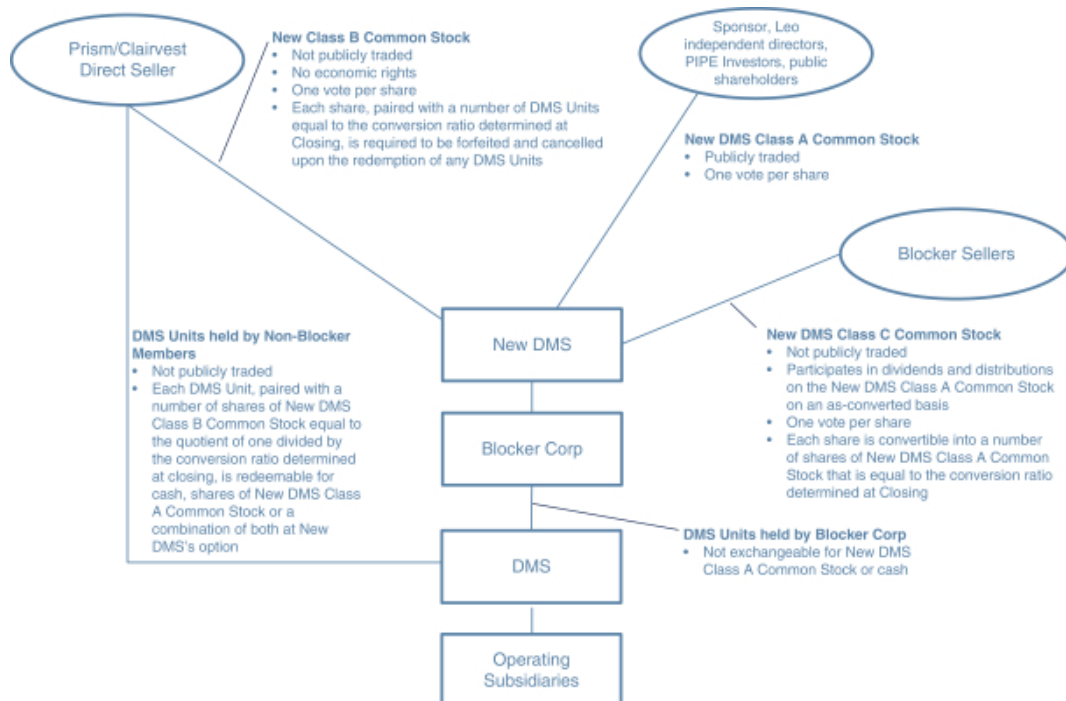 Prism/Clairvest
Direct Seller
New Class B Common Stock
• Not publicly traded
• No economic rights
• One vote per share
• Each share, paired with a number of DMS Units
equal to the conversion ratio determined at
Closing, is required to be forfeited and cancelled
upon the redemption of any DMS Units
Sponsor, Leo
independent directors,
PIPE Investors, public
shareholders
New DMS Class A Common Stock
• Publicly traded
• One vote per share
Blocker Sellers
DMS Units held by Non-Blocker
Members
• Not publicly traded
• Each DMS Unit, paired with a
number of shares of New DMS
Class B Common Stock equal to
the quotient of one divided by
the conversion ratio determined
at closing, is redeemable for
cash, shares of New DMS Class
A Common Stock or a
combination of both at New
DMS's option
New DMS
New DMS Class C Common Stock
• Not publicly traded
• Participates in dividends and distributions
on the New DMS Class A Common Stock
on an as-converted basis
• One vote per share
• Each share is convertible into a number
of shares of New DMS Class A Common
Stock that is equal to the conversion ratio
determined at Closing
Blocker Corp
DMS Units held by Blocker Corp
• Not exchangeable for New DMS
Class A Common Stock or cash
DMS
Operating
Subsidiaries